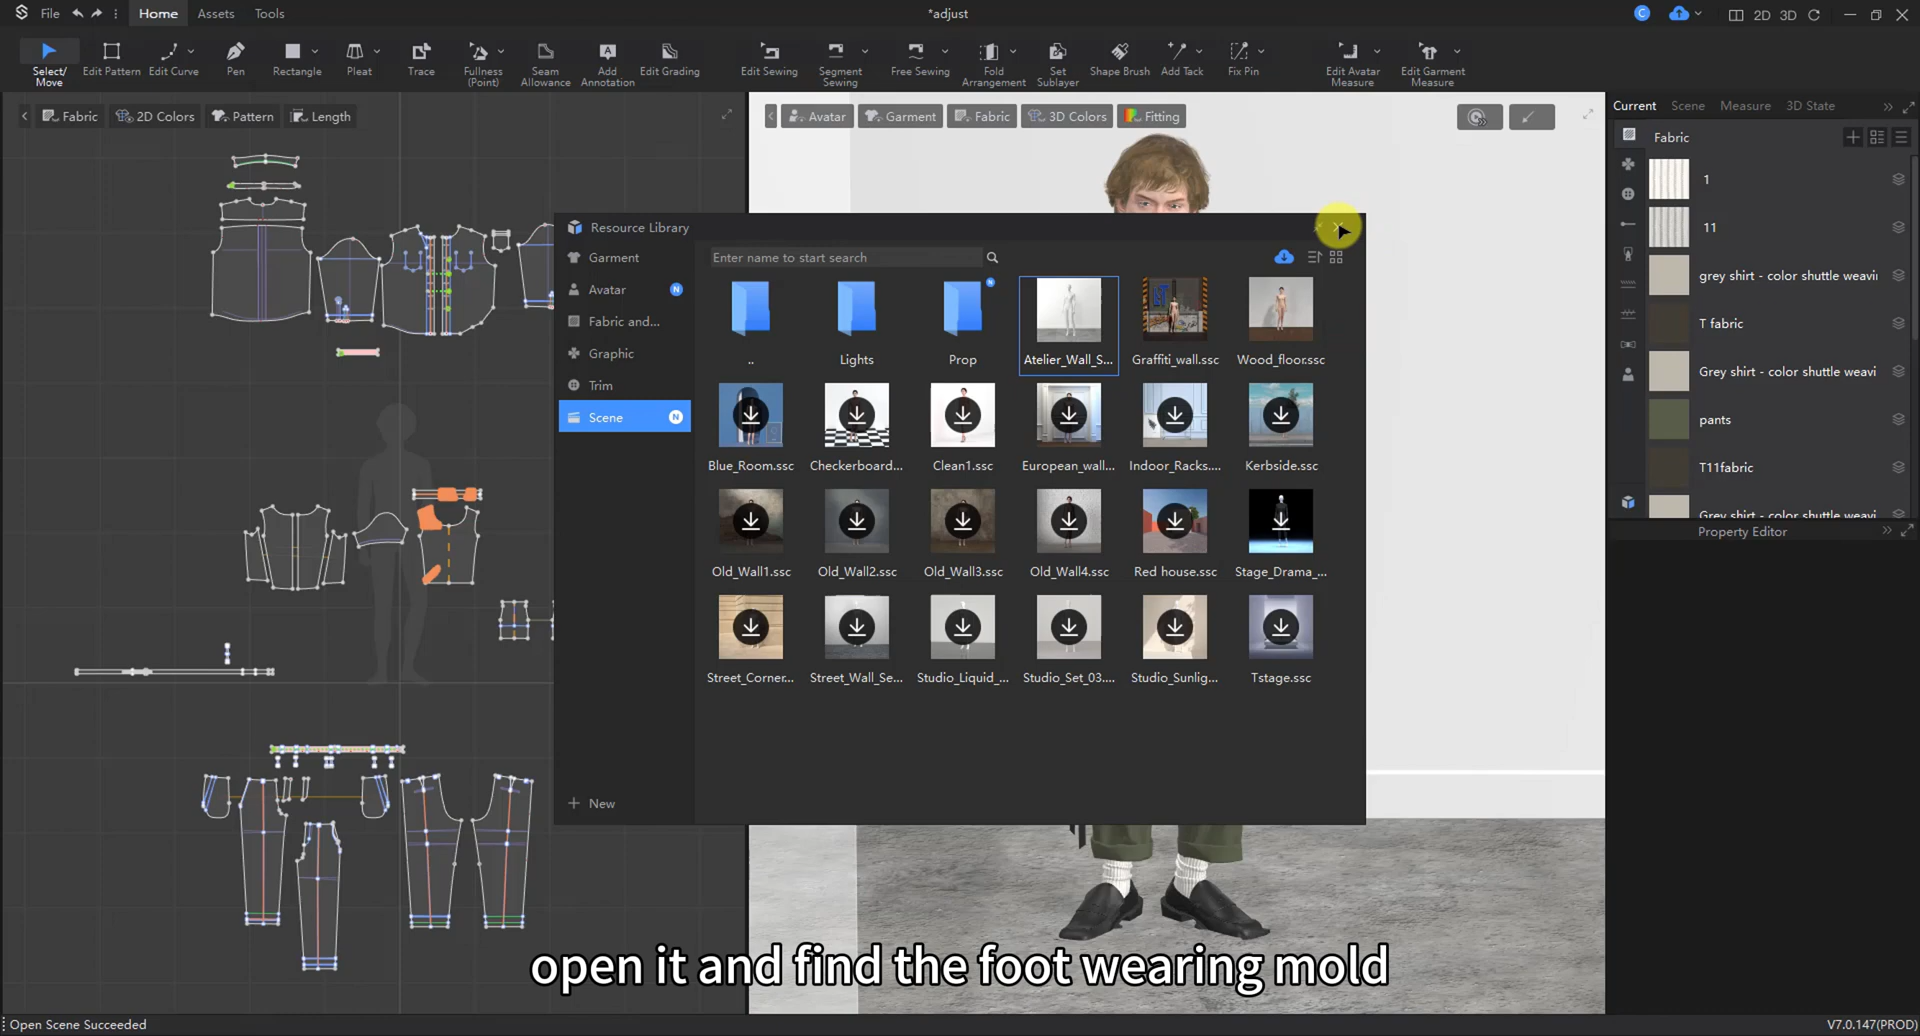 File
Home
Assets
Tools
*adjust
C
2D
3D
Select/
Move
Edit Pattern
Edit Curve
Pen
Rectangle
Pleat
Trace
Fullness
(Point)
Seam
Allowance
Add
Annotation
Edit Grading
Edit Sewing
Segment
Sewing
Free Sewing
Fold
Arrangement
Set
Sublayer
Shape Brush
Add Tack
Fix Pin
Edit Avatar
Measure
Edit Garment
Measure
Fabric
2D Colors
Pattern
Length
Avatar
Garment
Fabric
3D Colors
Fitting
Current
Scene
Measure
3D State
Fabric
1
11
grey shirt - color shuttle weavi
T fabric
Grey shirt - color shuttle weavi
pants
T11fabric
Grey shirt - color shuttle weavi
Property Editor
Resource Library
Garment
Avatar
N
Fabric and...
Graphic
Trim
Scene
N
New
Enter name to start search
..
Lights
Prop
Atelier_Wall_S...
Graffiti_wall.ssc
Wood_floor.ssc
Blue_Room.ssc
Checkerboard...
Clean1.ssc
European_wall...
Indoor_Racks....
Kerbside.ssc
Old_Wall1.ssc
Old_Wall2.ssc
Old_Wall3.ssc
Old_Wall4.ssc
Red house.ssc
Stage_Drama_...
Street_Corner...
Street_Wall_Se...
Studio_Liquid_...
Studio_Set_03....
Studio_Sunlig...
Tstage.ssc
open it and find the foot wearing mold
Open Scene Succeeded
V7.0.147(PROD)